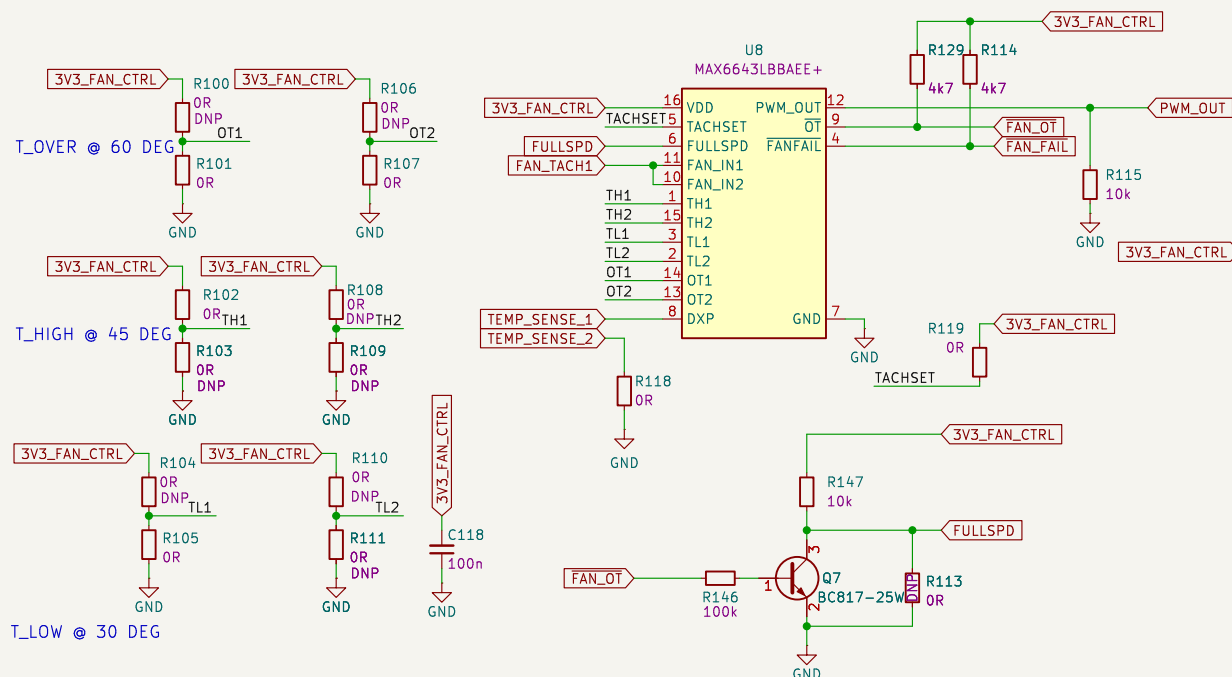 3V3_FAN_CTRL
R100
0R
DNP
OT1
T_OVER @ 60 DEG
R101
0R
GND
3V3_FAN_CTRL
R106
0R
DNP
OT2
R107
0R
GND
3V3_FAN_CTRL
R102
0R
TH1
T_HIGH @ 45 DEG
R103
0R
DNP
GND
3V3_FAN_CTRL
R108
0R
DNP
TH2
R109
0R
DNP
GND
3V3_FAN_CTRL
R104
0R
DNP
TL1
R105
0R
GND
T_LOW @ 30 DEG
3V3_FAN_CTRL
R110
0R
DNP
TL2
R111
0R
DNP
GND
3V3_FAN_CTRL
C118
100n
GND
U8
MAX6643LBBAEE+
3V3_FAN_CTRL
16 VDD
TACHSET 5 TACHSET
FULLSPD 6 FULLSPD
FAN_TACH1 11 FAN_IN1
10 FAN_IN2
TH1 1 TH1
TH2 15 TH2
TL1 3 TL1
TL2 2 TL2
OT1 14 OT1
OT2 13 OT2
TEMP_SENSE_1 8 DXP
TEMP_SENSE_2
R118
0R
GND
PWM_OUT 12
OT 9
FANFAIL 4
GND 7
GND
3V3_FAN_CTRL
R129
4k7
R114
4k7
PWM_OUT
FAN_OT
FAN_FAIL
R115
10k
GND
3V3_FAN_CTRL
3V3_FAN_CTRL
R119
0R
TACHSET
3V3_FAN_CTRL
R147
10k
FULLSPD
FAN_OT
R146
100k
1
3
2
Q7
BC817-25W
DNP
R113
0R
GND